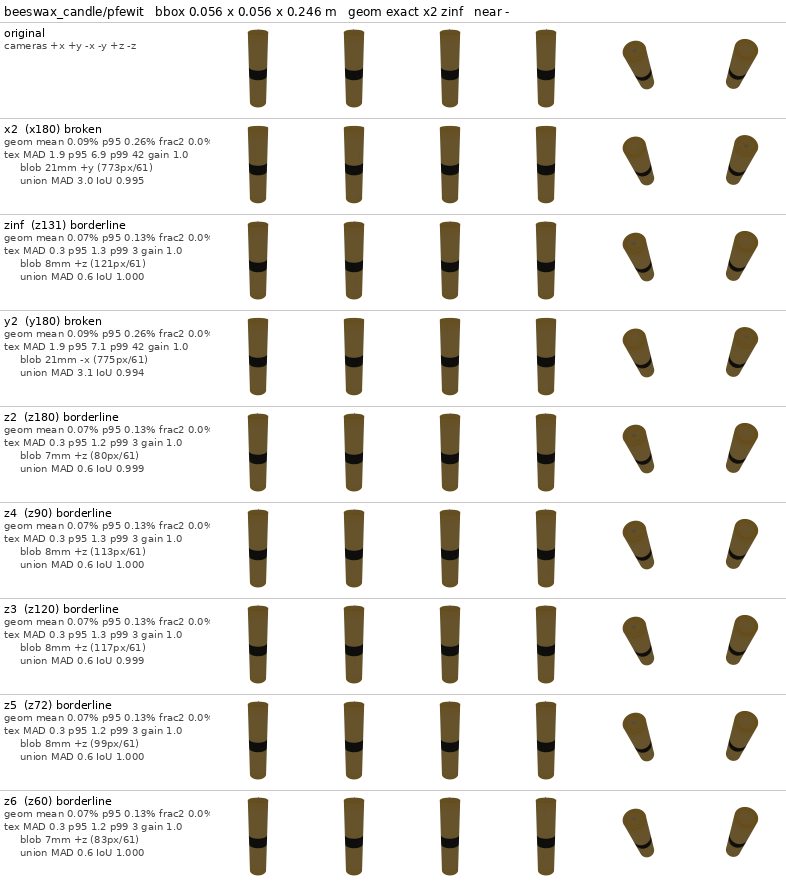 beeswax_candle/pfewit   bbox 0.056 x 0.056 x 0.246 m   geom exact x2 zinf   near -
original
cameras +x +y -x -y +z -z
x2  (x180) broken
geom mean 0.09% p95 0.26% frac2 0.0%
tex MAD 1.9 p95 6.9 p99 42 gain 1.0
blob 21mm +y (773px/61)
union MAD 3.0 IoU 0.995
zinf  (z131) borderline
geom mean 0.07% p95 0.13% frac2 0.0%
tex MAD 0.3 p95 1.3 p99 3 gain 1.0
blob 8mm +z (121px/61)
union MAD 0.6 IoU 1.000
y2  (y180) broken
geom mean 0.09% p95 0.26% frac2 0.0%
tex MAD 1.9 p95 7.1 p99 42 gain 1.0
blob 21mm -x (775px/61)
union MAD 3.1 IoU 0.994
z2  (z180) borderline
geom mean 0.07% p95 0.13% frac2 0.0%
tex MAD 0.3 p95 1.2 p99 3 gain 1.0
blob 7mm +z (80px/61)
union MAD 0.6 IoU 0.999
z4  (z90) borderline
geom mean 0.07% p95 0.13% frac2 0.0%
tex MAD 0.3 p95 1.3 p99 3 gain 1.0
blob 8mm +z (113px/61)
union MAD 0.6 IoU 1.000
z3  (z120) borderline
geom mean 0.07% p95 0.13% frac2 0.0%
tex MAD 0.3 p95 1.3 p99 3 gain 1.0
blob 8mm +z (117px/61)
union MAD 0.6 IoU 0.999
z5  (z72) borderline
geom mean 0.07% p95 0.13% frac2 0.0%
tex MAD 0.3 p95 1.2 p99 3 gain 1.0
blob 8mm +z (99px/61)
union MAD 0.6 IoU 1.000
z6  (z60) borderline
geom mean 0.07% p95 0.13% frac2 0.0%
tex MAD 0.3 p95 1.2 p99 3 gain 1.0
blob 7mm +z (83px/61)
union MAD 0.6 IoU 1.000